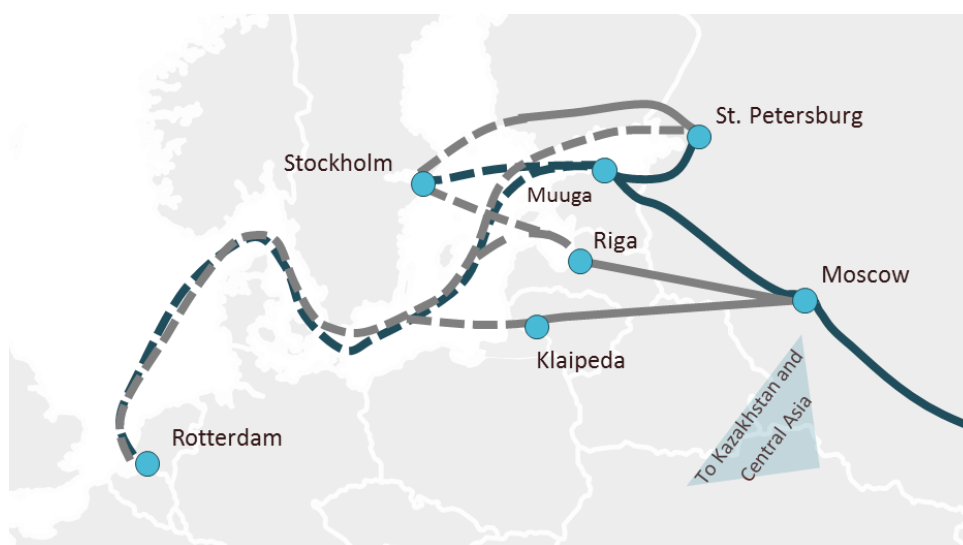 St. Petersburg
Stockholm
Muuga
Riga
Moscow
Klaipeda
To Kazakhstan and
Central Asia
Rotterdam